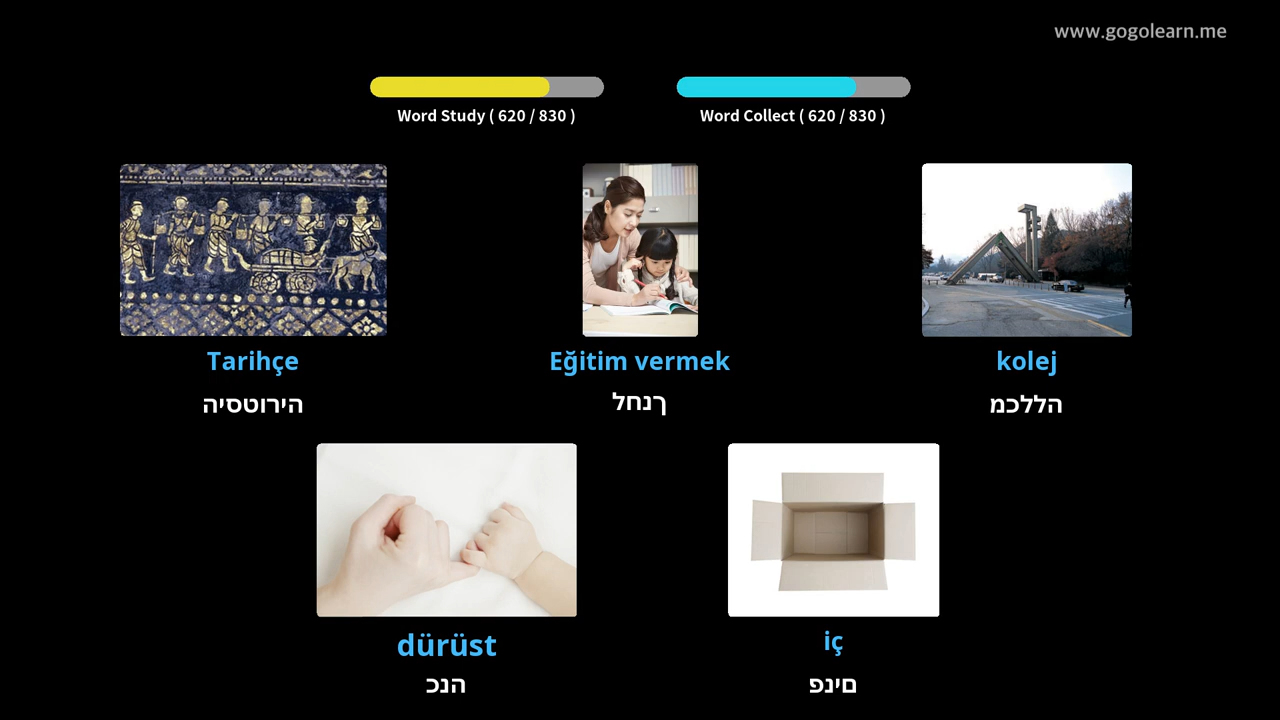 www.gogolearn.me
Word Study ( 620 / 830 )
Word Collect ( 620 / 830 )
Tarihçe
הירוטסיה
Eğitim vermek
ךנחל
kolej
הללכמ
dürüst
הנכ
iç
םינפ